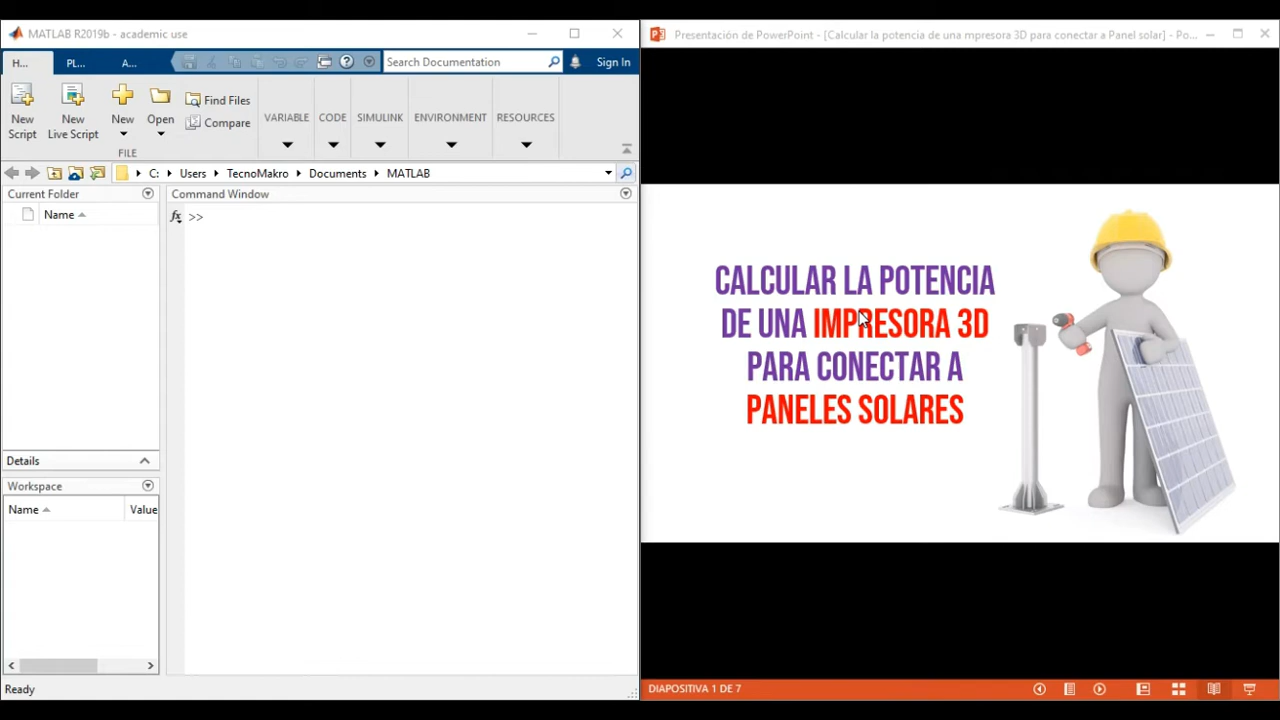 MATLAB R2019b - academic use
H...
PL...
A...
Search Documentation
Sign In
New Script
New Live Script
New
Open
Find Files
Compare
FILE
VARIABLE
CODE
SIMULINK
ENVIRONMENT
RESOURCES
C: Users TecnoMakro Documents MATLAB
Current Folder
Name
Details
Workspace
Name Value
Command Window
fx >>
Ready
Presentación de PowerPoint - [Calcular la potencia de una mpresora 3D para conectar a Panel solar] - Po...
CALCULAR LA POTENCIA
DE UNA IMPRESORA 3D
PARA CONECTAR A
PANELES SOLARES
DIAPOSITIVA 1 DE 7